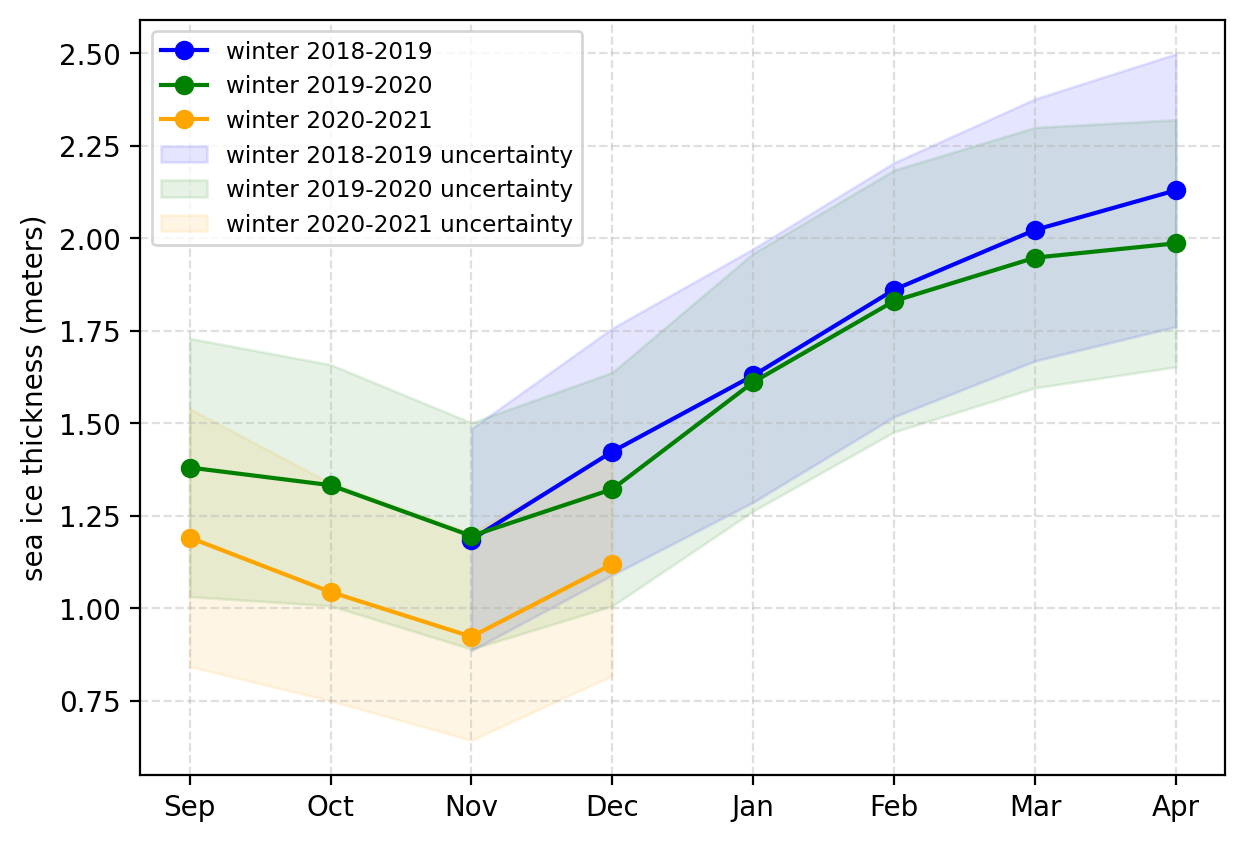 winter 2018-2019
winter 2019-2020
winter 2020-2021
winter 2018-2019 uncertainty
winter 2019-2020 uncertainty
winter 2020-2021 uncertainty
sea ice thickness (meters)
2.50
2.25
2.00
1.75
1.50
1.25
1.00
0.75
Sep Oct Nov Dec Jan Feb Mar Apr